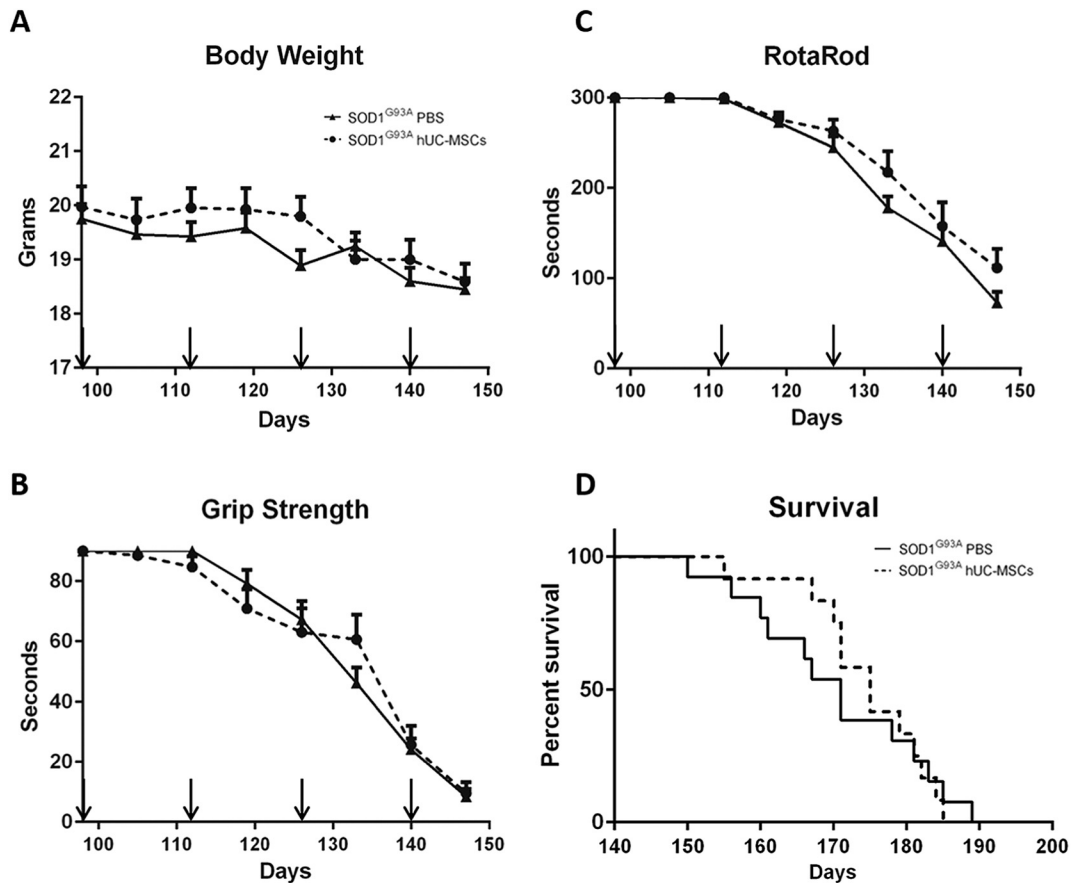 A
Body Weight
22
21
20
19
18
17
Grams
SOD1G93A PBS
SOD1G93A hUC-MSCs
100 110 120 130 140 150
Days
C
RotaRod
300
200
100
0
Seconds
100 110 120 130 140 150
Days
B
Grip Strength
80
60
40
20
0
Seconds
100 110 120 130 140 150
Days
D
Survival
100
50
0
Percent survival
SOD1G93A PBS
SOD1G93A hUC-MSCs
140 150 160 170 180 190 200
Days